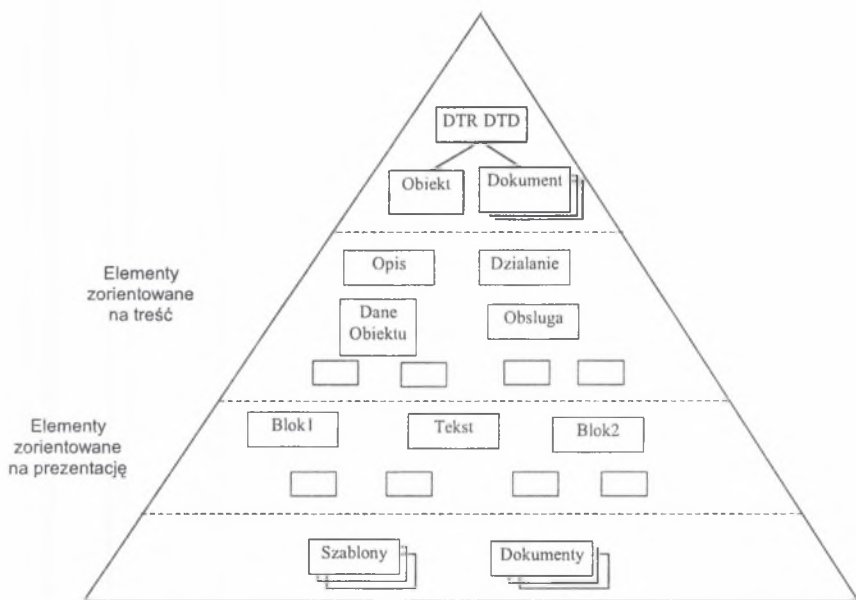 DTR DTD
Obiekt
Dokument
Elementy
zorientowane
na treść
Opis
Działanie
Dane
Obiektu
Obsluga
Elementy
zorientowane
na prezentację
Blok1
Tekst
Blok2
Szablony
Dokumenty